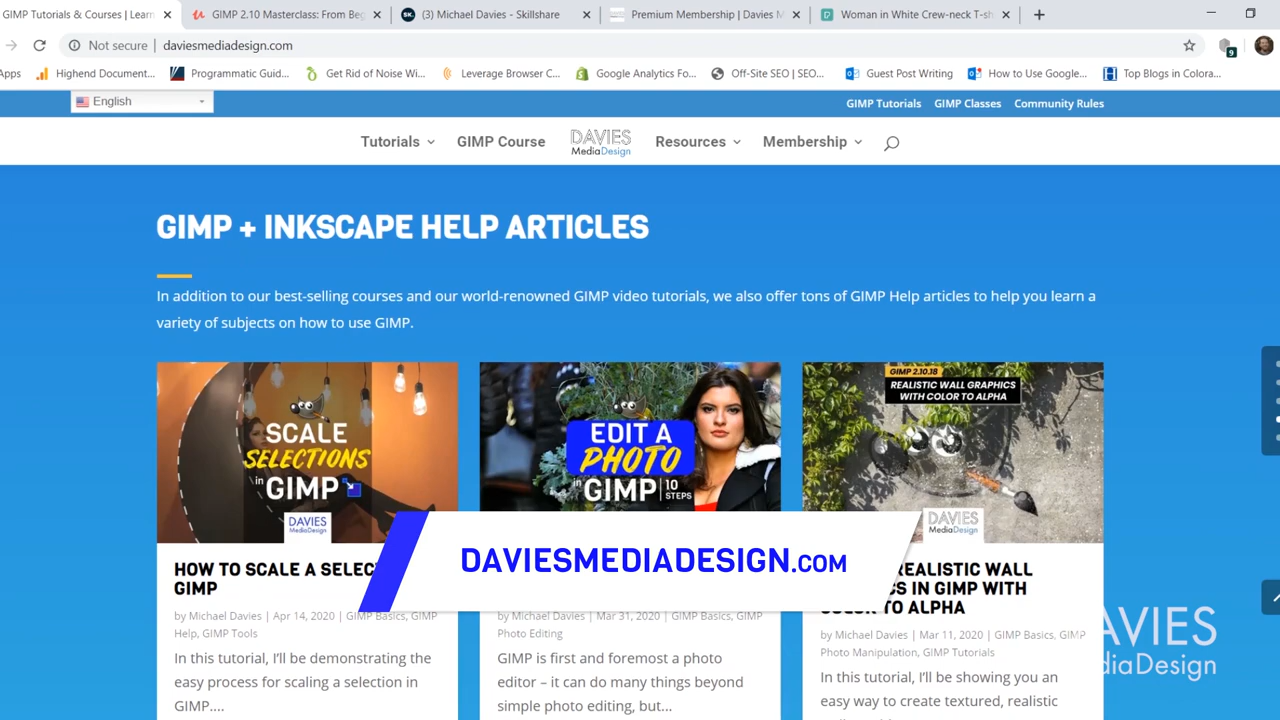 GIMP Tutorials & Courses | Learn
GIMP 2.10 Masterclass: From Beg
(3) Michael Davies - Skillshare
Premium Membership | Davies M
Woman in White Crew-neck T-sh
Not secure | daviesmediadesign.com
9
Apps
Highend Document...
Programmatic Guid...
Get Rid of Noise Wi...
Leverage Browser C...
Google Analytics Fo...
Off-Site SEO | SEO...
Guest Post Writing
How to Use Google...
Top Blogs in Colora...
English
GIMP Tutorials
GIMP Classes
Community Rules
Tutorials
GIMP Course
DAVIES
MediaDesign
Resources
Membership
GIMP + INKSCAPE HELP ARTICLES
In addition to our best-selling courses and our world-renowned GIMP video tutorials, we also offer tons of GIMP Help articles to help you learn a
variety of subjects on how to use GIMP.
SCALE
SELECTIONS
in GIMP
DAVIES
MediaDesign
EDIT A
PHOTO
in GIMP | 10
STEPS
GIMP 2.10.18
REALISTIC WALL GRAPHICS
WITH COLOR TO ALPHA
DAVIES
MediaDesign
DAVIESMEDIADESIGN.COM
HOW TO SCALE A SELEC
GIMP
by Michael Davies | Apr 14, 2020 | GIMP Basics, GIMP
Help, GIMP Tools
In this tutorial, I'll be demonstrating the
easy process for scaling a selection in
GIMP....
by Michael Davies | Mar 31, 2020 | GIMP Basics, GIMP
Photo Editing
GIMP is first and foremost a photo
editor – it can do many things beyond
simple photo editing, but...
REALISTIC WALL
CS IN GIMP WITH
COLOR TO ALPHA
by Michael Davies | Mar 11, 2020 | GIMP Basics, GIMP
Photo Manipulation, GIMP Tutorials
In this tutorial, I'll be showing you an
easy way to create textured, realistic
AVIES
ediaDesign